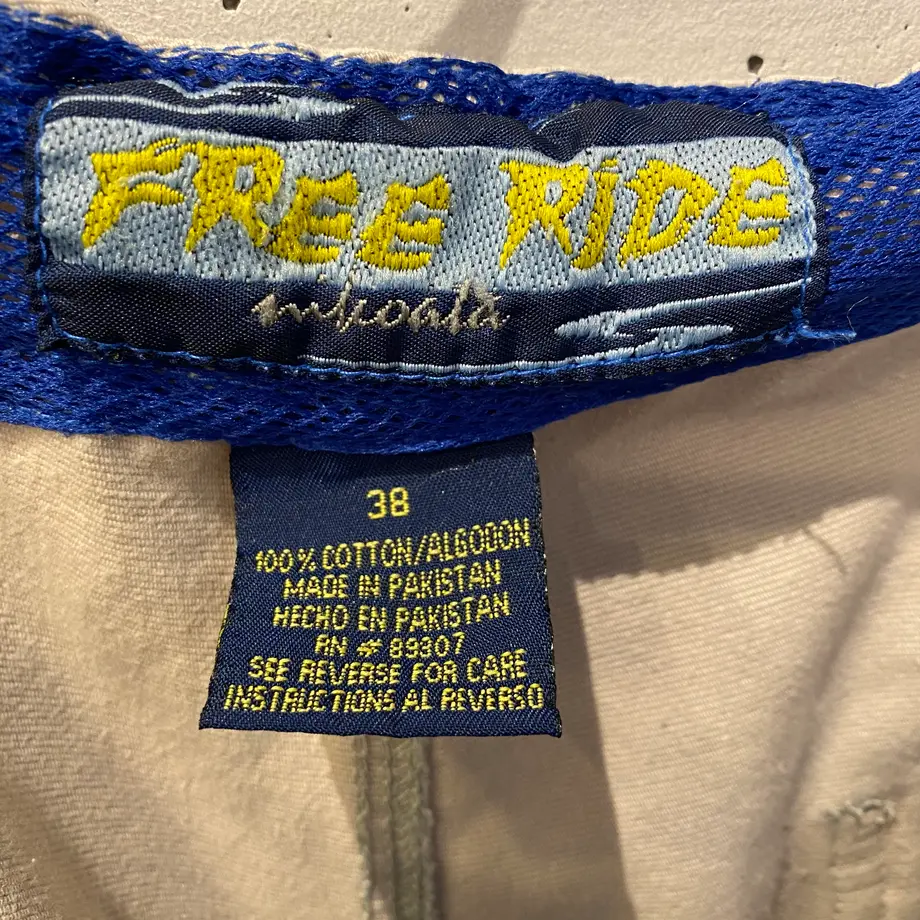 FREE RIDE
38
100% COTTON/ALGODON
MADE IN PAKISTAN
HECHO EN PAKISTAN
RN # 89307
SEE REVERSE FOR CARE
INSTRUCTIONS AL REVERSO